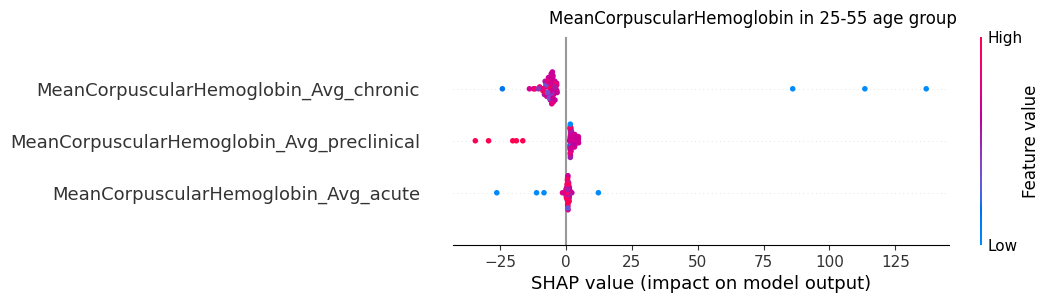 MeanCorpuscularHemoglobin in 25-55 age group
High
MeanCorpuscularHemoglobin_Avg_chronic
MeanCorpuscularHemoglobin_Avg_preclinical
MeanCorpuscularHemoglobin_Avg_acute
Feature value
Low
−25 0 25 50 75 100 125
SHAP value (impact on model output)